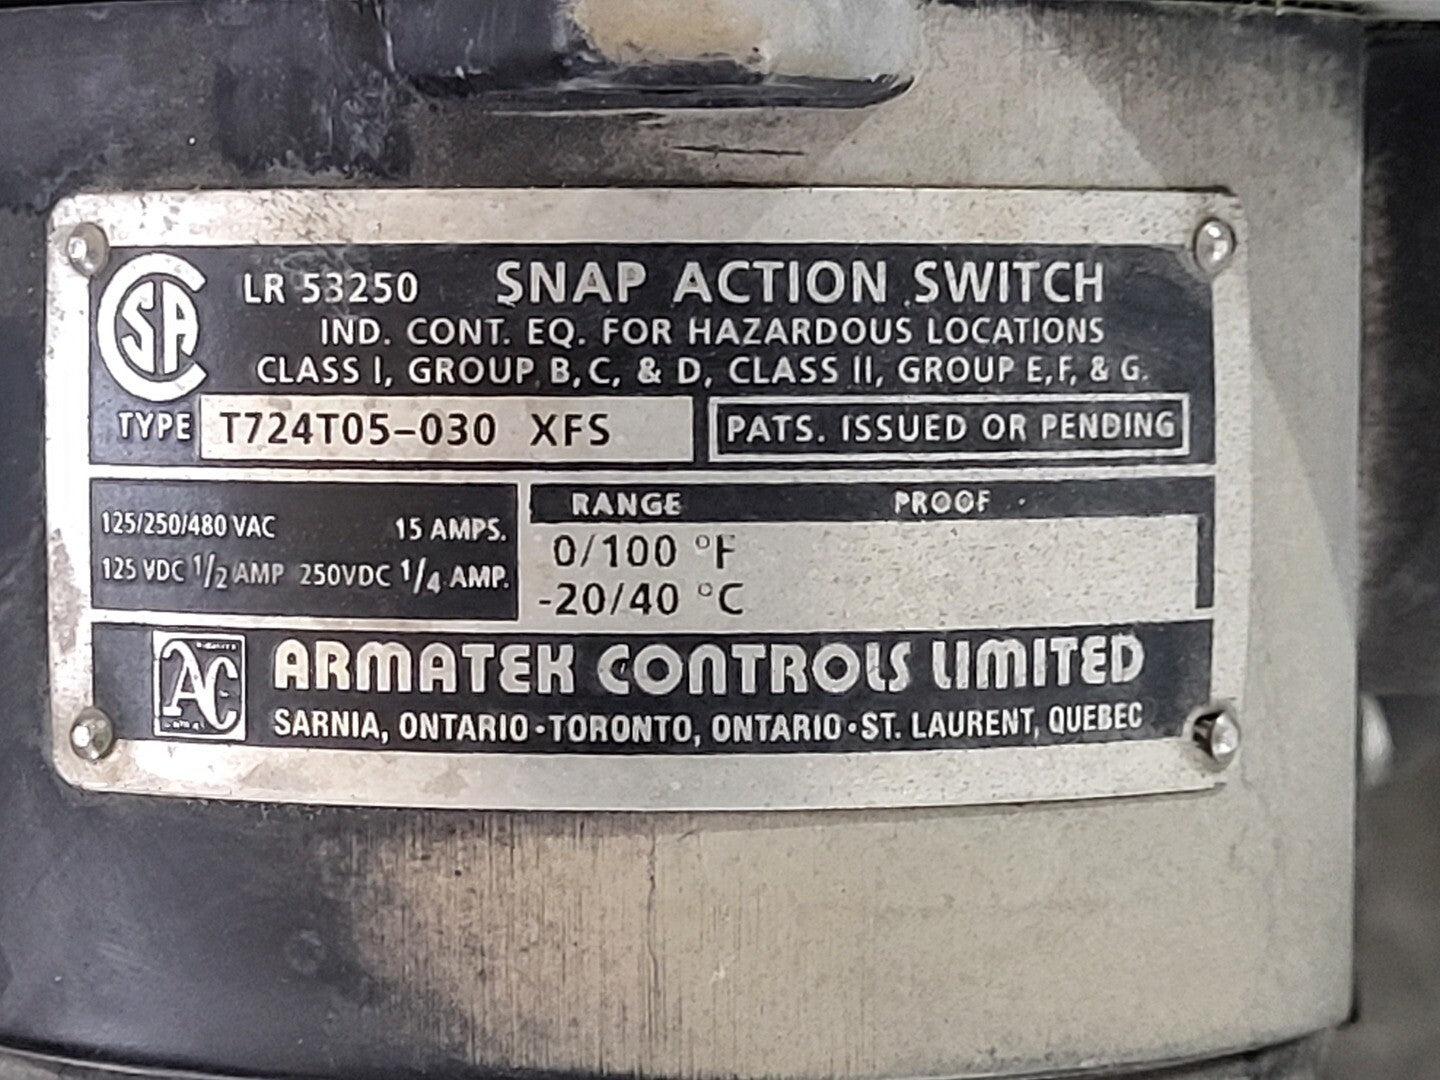 CSA
LR 53250 SNAP ACTION SWITCH
IND. CONT. EQ. FOR HAZARDOUS LOCATIONS
CLASS I, GROUP B, C, & D, CLASS II, GROUP E, F, & G.
TYPE T724T05-030 XFS PATS. ISSUED OR PENDING
125/250/480 VAC 15 AMPS.
125 VDC 1/2 AMP 250VDC 1/4 AMP.
RANGE PROOF
0/100 °F
-20/40 °C
AC
ARMATEK CONTROLS LIMITED
SARNIA, ONTARIO • TORONTO, ONTARIO • ST. LAURENT, QUEBEC